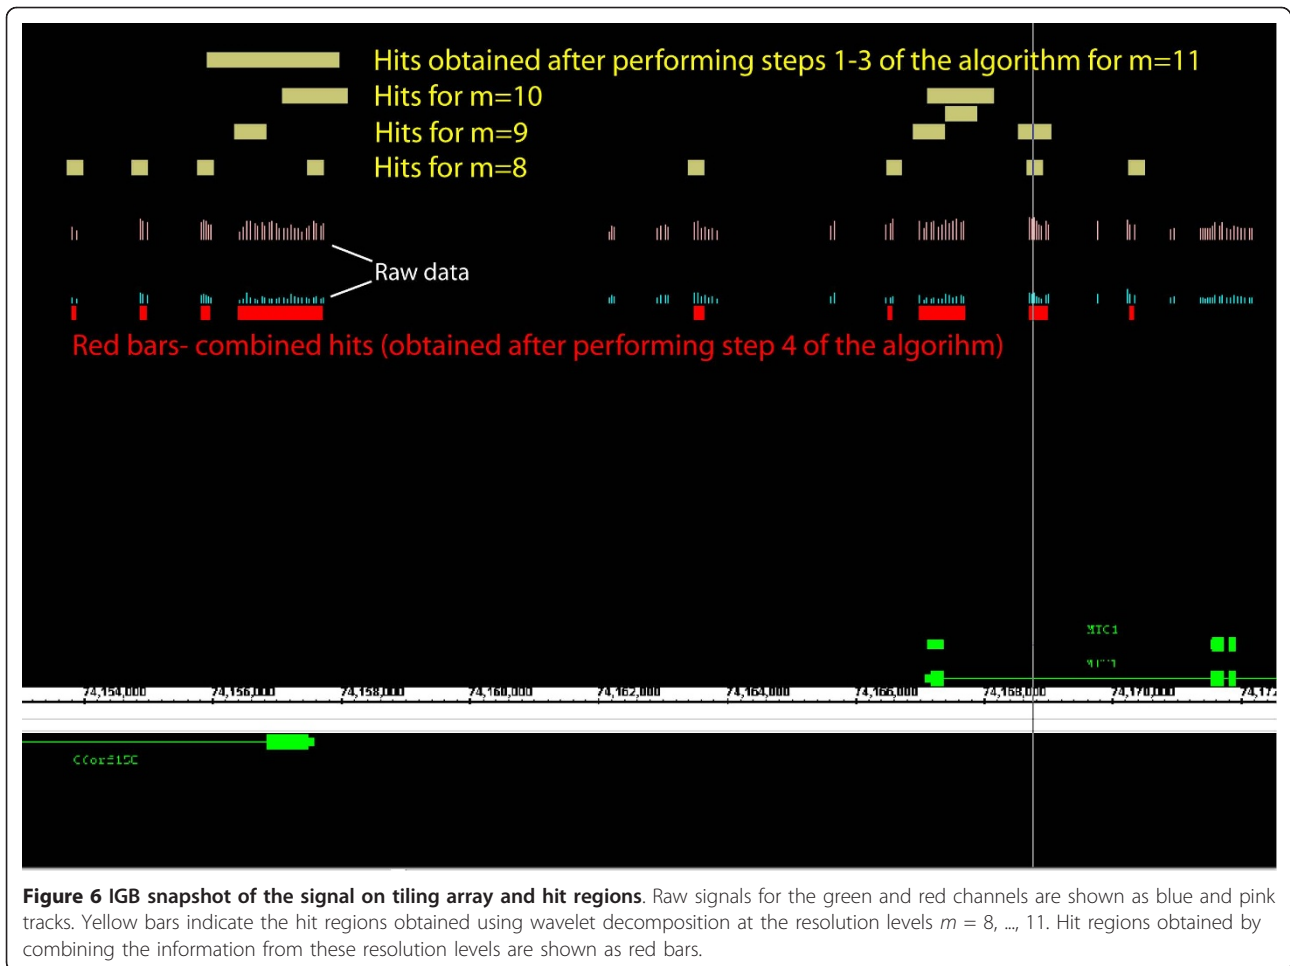 Hits obtained after performing steps 1-3 of the algorithm for m=11
Hits for m=10
Hits for m=9
Hits for m=8
Raw data
Red bars- combined hits (obtained after performing step 4 of the algorihm)
MTC1
74,154,000 74,156,000 74,158,000 74,160,000 74,162,000 74,164,000 74,166,000 74,168,000 74,170,000
Figure 6 IGB snapshot of the signal on tiling array and hit regions. Raw signals for the green and red channels are shown as blue and pink
tracks. Yellow bars indicate the hit regions obtained using wavelet decomposition at the resolution levels m = 8, ..., 11. Hit regions obtained by
combining the information from these resolution levels are shown as red bars.